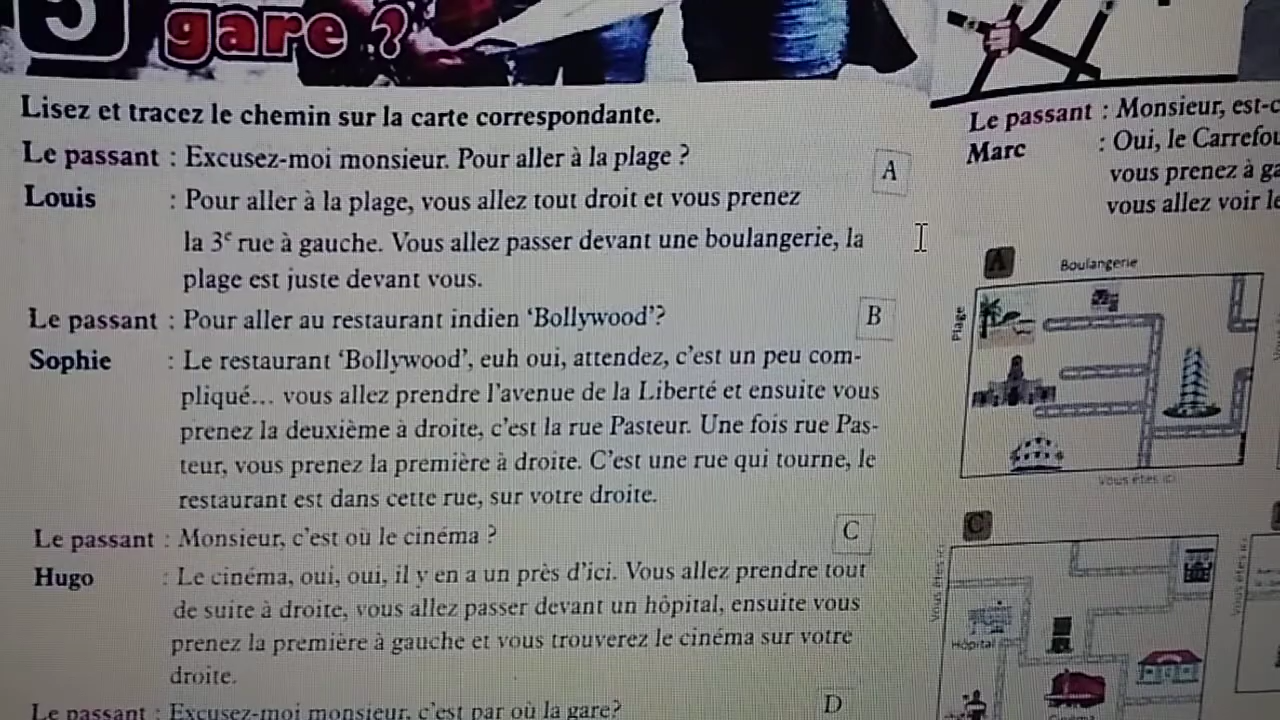 5 gare ?
Lisez et tracez le chemin sur la carte correspondante.
Le passant : Excusez-moi monsieur. Pour aller à la plage ?
A
Louis : Pour aller à la plage, vous allez tout droit et vous prenez
la 3e rue à gauche. Vous allez passer devant une boulangerie, la
plage est juste devant vous.
Le passant : Pour aller au restaurant indien ‘Bollywood’?
B
Sophie : Le restaurant ‘Bollywood’, euh oui, attendez, c’est un peu com-
pliqué… vous allez prendre l’avenue de la Liberté et ensuite vous
prenez la deuxième à droite, c’est la rue Pasteur. Une fois rue Pas-
teur, vous prenez la première à droite. C’est une rue qui tourne, le
restaurant est dans cette rue, sur votre droite.
Le passant : Monsieur, c’est où le cinéma ?
C
Hugo : Le cinéma, oui, oui, il y en a un près d’ici. Vous allez prendre tout
de suite à droite, vous allez passer devant un hôpital, ensuite vous
prenez la première à gauche et vous trouverez le cinéma sur votre
droite.
Le passant : Excusez-moi monsieur, c’est par où la gare?
D
Le passant : Monsieur, est-c
Marc : Oui, le Carrefou
vous prenez à ga
vous allez voir le
A
Boulangerie
Plage
Vous êtes ici
C
Vous êtes ici
Hôpital
Cinéma